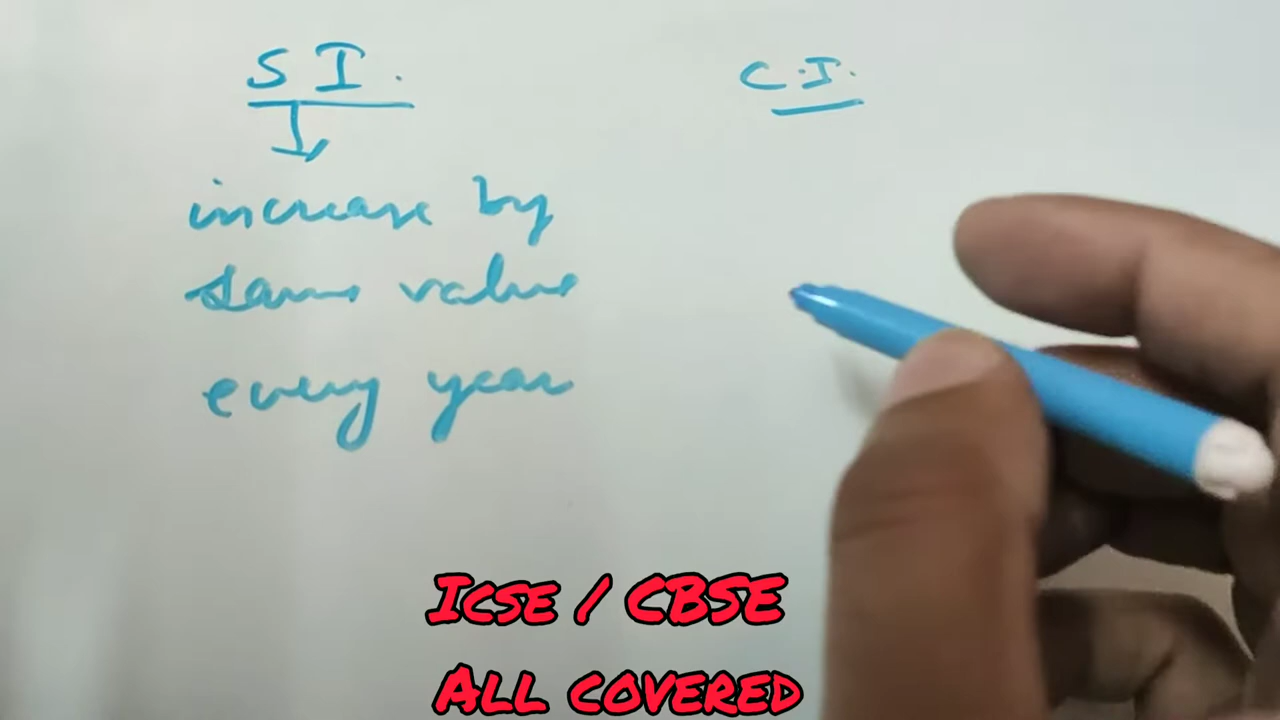 S I.
C.I.
increase by
same value
every year
ICSE / CBSE
ALL COVERED